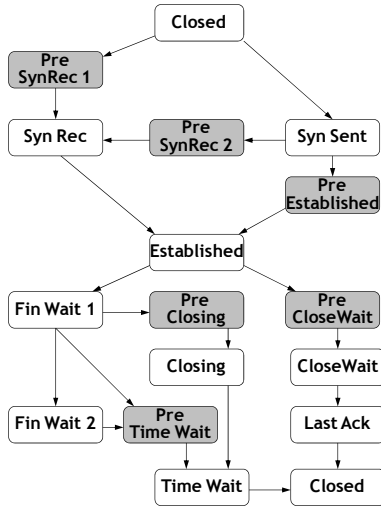 Closed
Pre
SynRec 1
Syn Rec
Pre
SynRec 2
Syn Sent
Pre
Established
Established
Fin Wait 1
Pre
Closing
Pre
CloseWait
Closing
CloseWait
Fin Wait 2
Pre
Time Wait
Last Ack
Time Wait
Closed